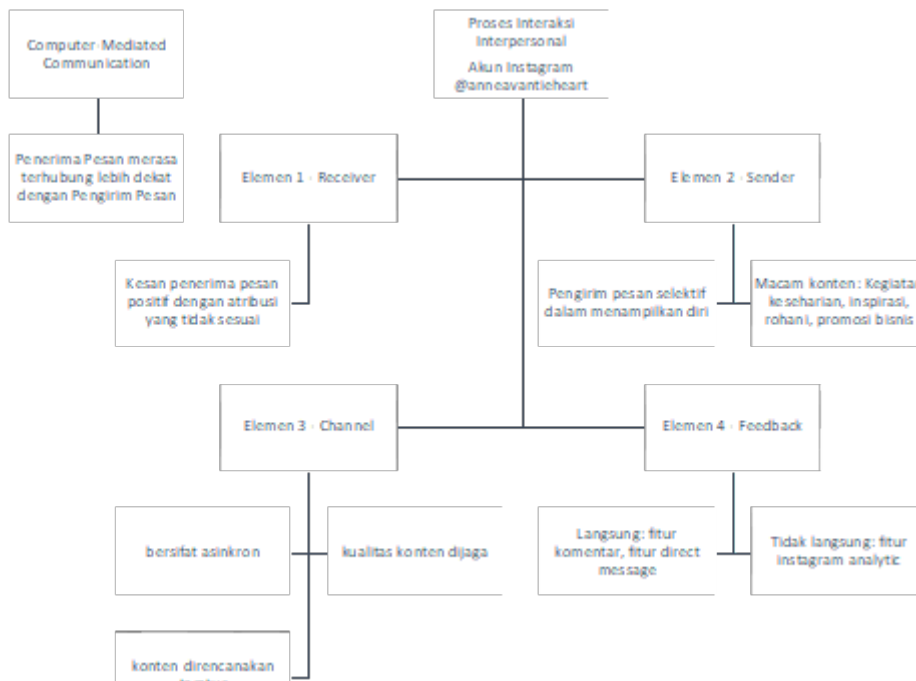 Computer-Mediated
Communication
Proses Interaksi
Interpersonal
Akun Instagram
@anneavantieheart
Penerima Pesan merasa
terhubung lebih dekat
dengan Pengirim Pesan
Elemen 1 - Receiver
Elemen 2 - Sender
Kesan penerima pesan
positif dengan atribusi
yang tidak sesuai
Pengirim pesan selektif
dalam menampilkan diri
Macam konten: Kegiatan
keseharian, inspirasi,
rohani, promosi bisnis
Elemen 3 - Channel
Elemen 4 - Feedback
bersifat asinkron
kualitas konten dijaga
Langsung: fitur
komentar, fitur direct
message
Tidak langsung: fitur
instagram analytic
konten direncanakan